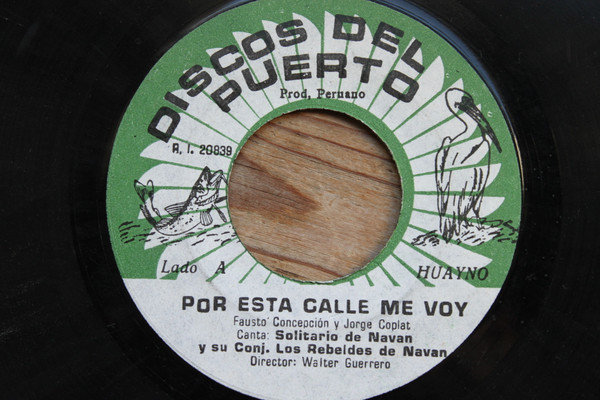 DISCOS DEL
PUERTO
Prod. Peruano
R. I. 20839
Lado A
HUAYNO
POR ESTA CALLE ME VOY
Fausto Concepción y Jorge Coplat
Canta: Solitario de Navan
y su Conj. Los Rebeldes de Navan
Director: Walter Guerrero